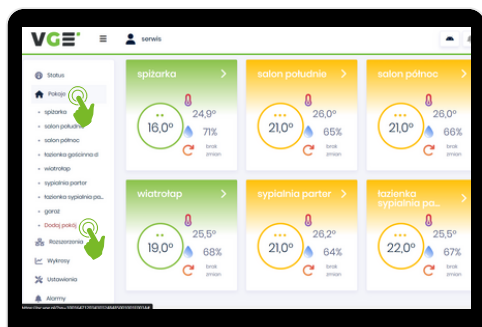 VGE
serwis
Status
Pokoje
spiżarka
salon południe
salon północ
łazienka gościnna d
wiatrołap
sypialnia parter
łazienka sypialnia pa...
garaż
Dodaj pokój
Rozszerzenia
Wykresy
Ustawienia
Alarmy
spiżarka
16,0°
24,9°
71%
brak
zmian
salon południe
21,0°
26,0°
65%
brak
zmian
salon północ
21,0°
26,0°
66%
brak
zmian
wiatrołap
19,0°
25,5°
68%
brak
zmian
sypialnia parter
21,0°
26,2°
64%
brak
zmian
łazienka
sypialnia pa...
22,0°
25,5°
67%
brak
zmian